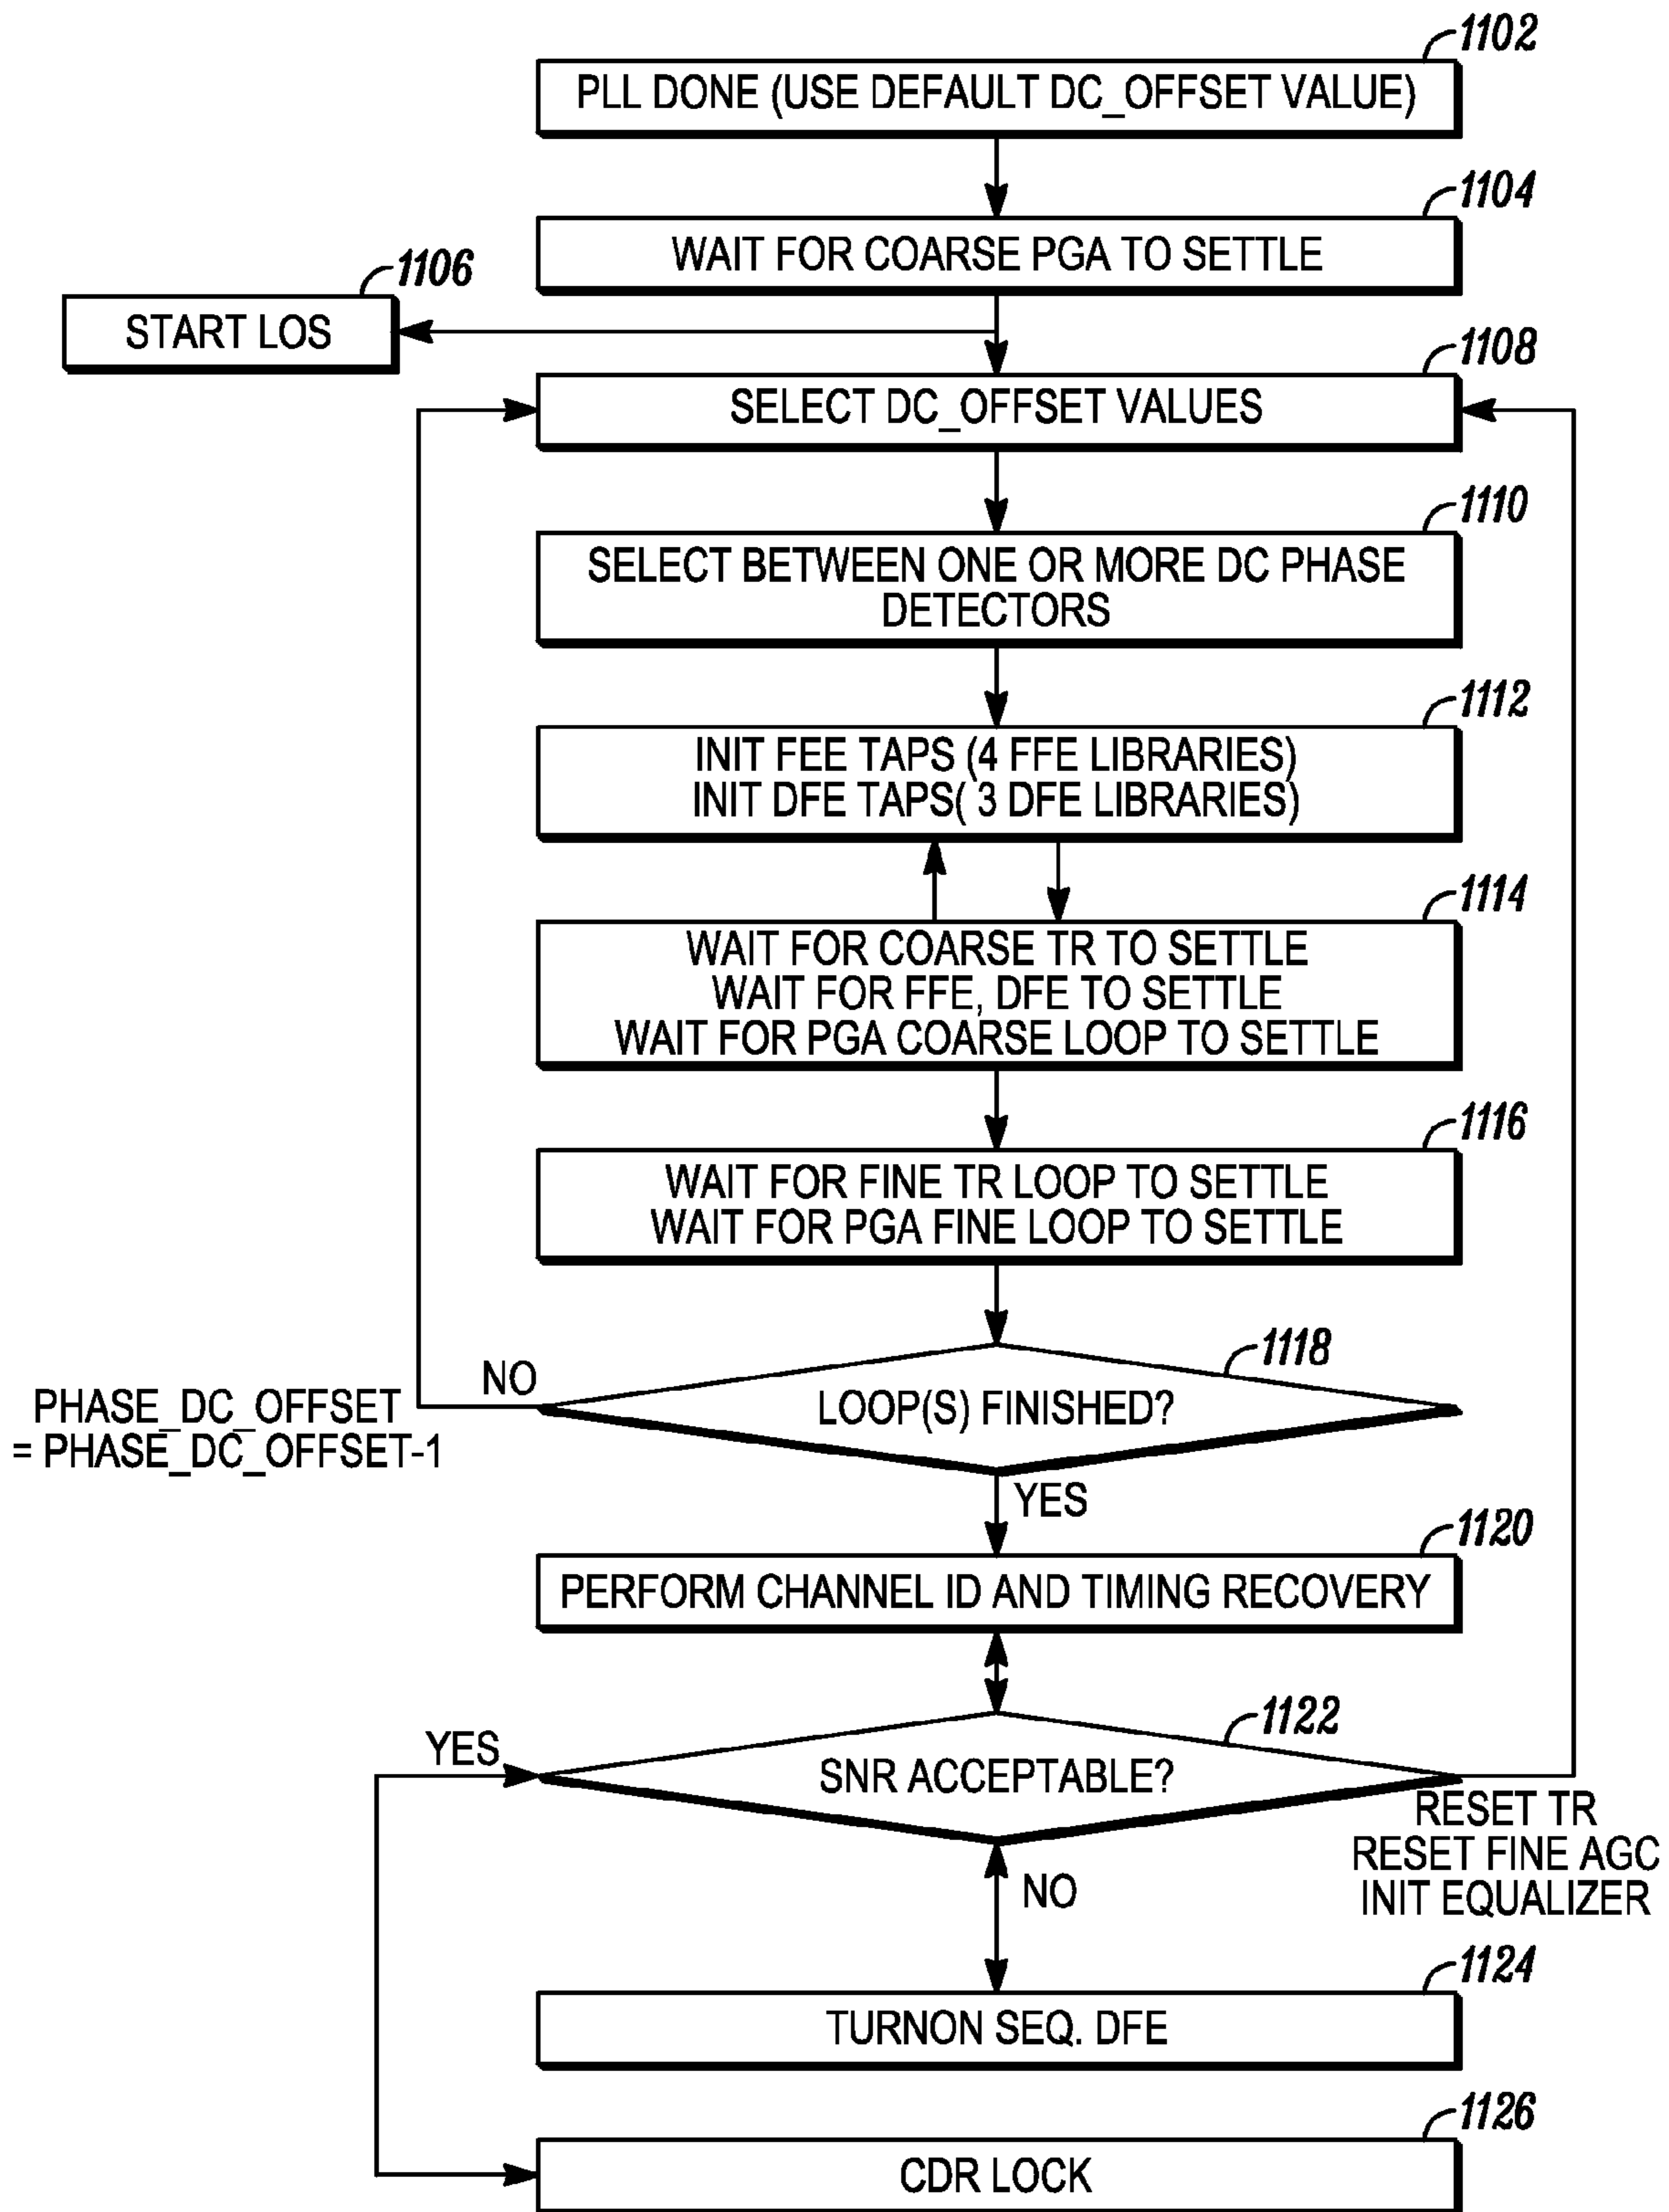 1102
PLL DONE (USE DEFAULT DC_OFFSET VALUE)
1104
WAIT FOR COARSE PGA TO SETTLE
1106
START LOS
1108
SELECT DC_OFFSET VALUES
1110
SELECT BETWEEN ONE OR MORE DC PHASE
DETECTORS
1112
INIT FEE TAPS (4 FFE LIBRARIES)
INIT DFE TAPS( 3 DFE LIBRARIES)
1114
WAIT FOR COARSE TR TO SETTLE
WAIT FOR FFE, DFE TO SETTLE
WAIT FOR PGA COARSE LOOP TO SETTLE
1116
WAIT FOR FINE TR LOOP TO SETTLE
WAIT FOR PGA FINE LOOP TO SETTLE
1118
LOOP(S) FINISHED?
NO
PHASE_DC_OFFSET
= PHASE_DC_OFFSET-1
YES
1120
PERFORM CHANNEL ID AND TIMING RECOVERY
1122
SNR ACCEPTABLE?
YES
RESET TR
RESET FINE AGC
INIT EQUALIZER
NO
1124
TURNON SEQ. DFE
1126
CDR LOCK